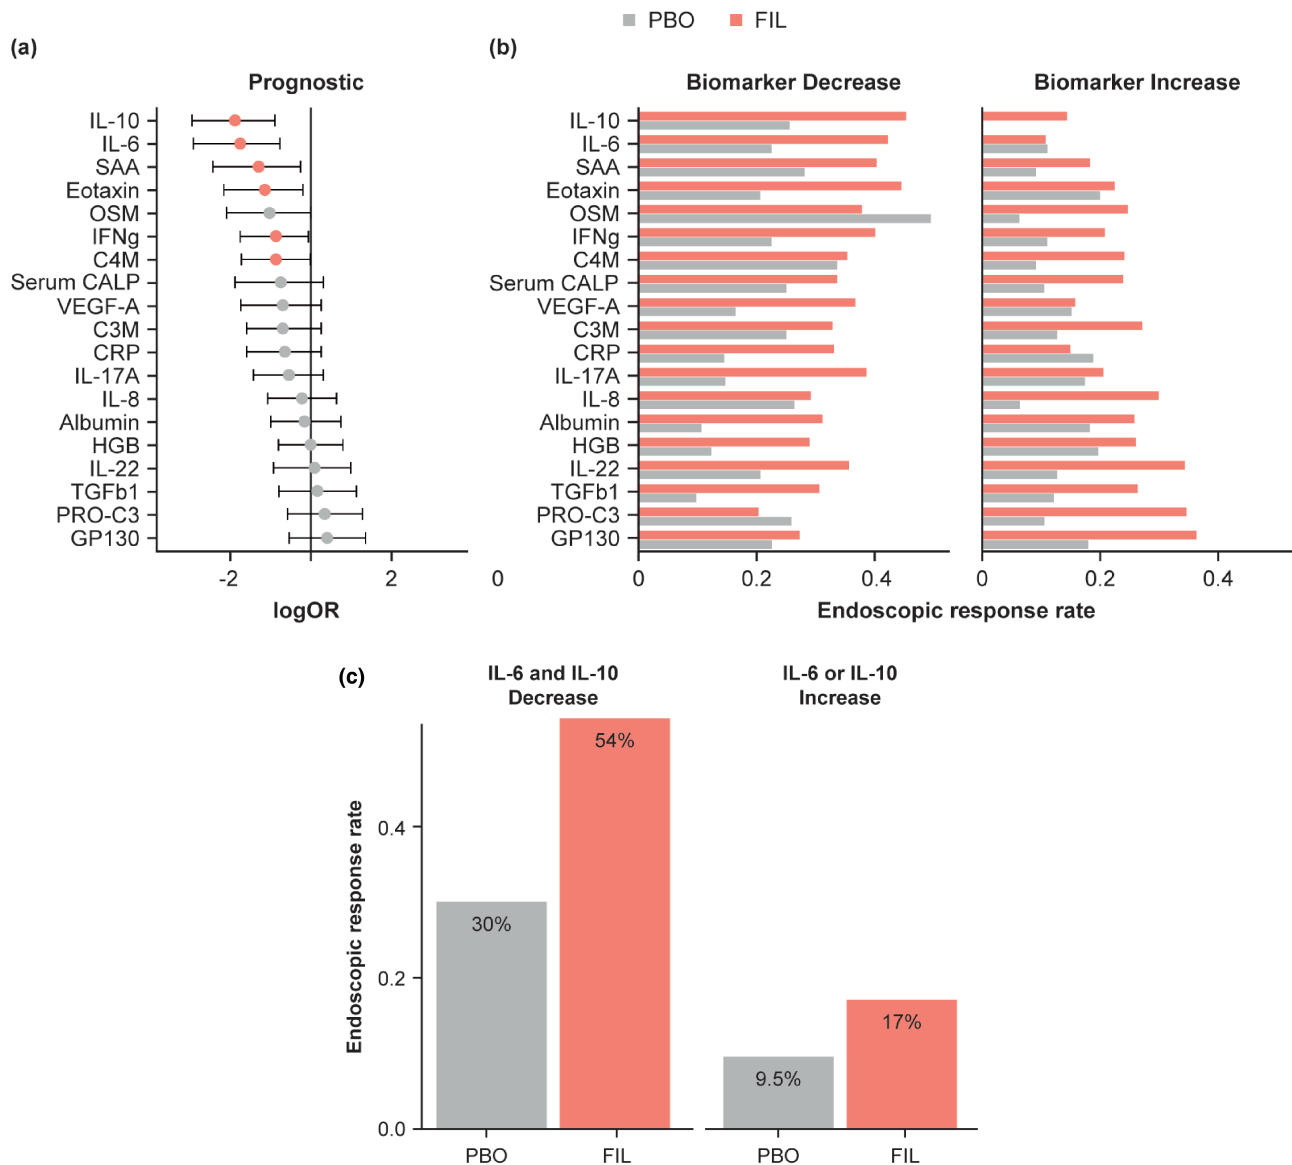 PBO FIL
(a)
Prognostic
IL-10
IL-6
SAA
Eotaxin
OSM
IFNg
C4M
Serum CALP
VEGF-A
C3M
CRP
IL-17A
IL-8
Albumin
HGB
IL-22
TGFb1
PRO-C3
GP130
-2 0 2
logOR
(b)
Biomarker Decrease Biomarker Increase
IL-10
IL-6
SAA
Eotaxin
OSM
IFNg
C4M
Serum CALP
VEGF-A
C3M
CRP
IL-17A
IL-8
Albumin
HGB
IL-22
TGFb1
PRO-C3
GP130
0 0.2 0.4 0 0.2 0.4
Endoscopic response rate
(c)
IL-6 and IL-10
Decrease
IL-6 or IL-10
Increase
Endoscopic response rate
0.4
0.2
0.0
30%
54%
9.5%
17%
PBO FIL PBO FIL